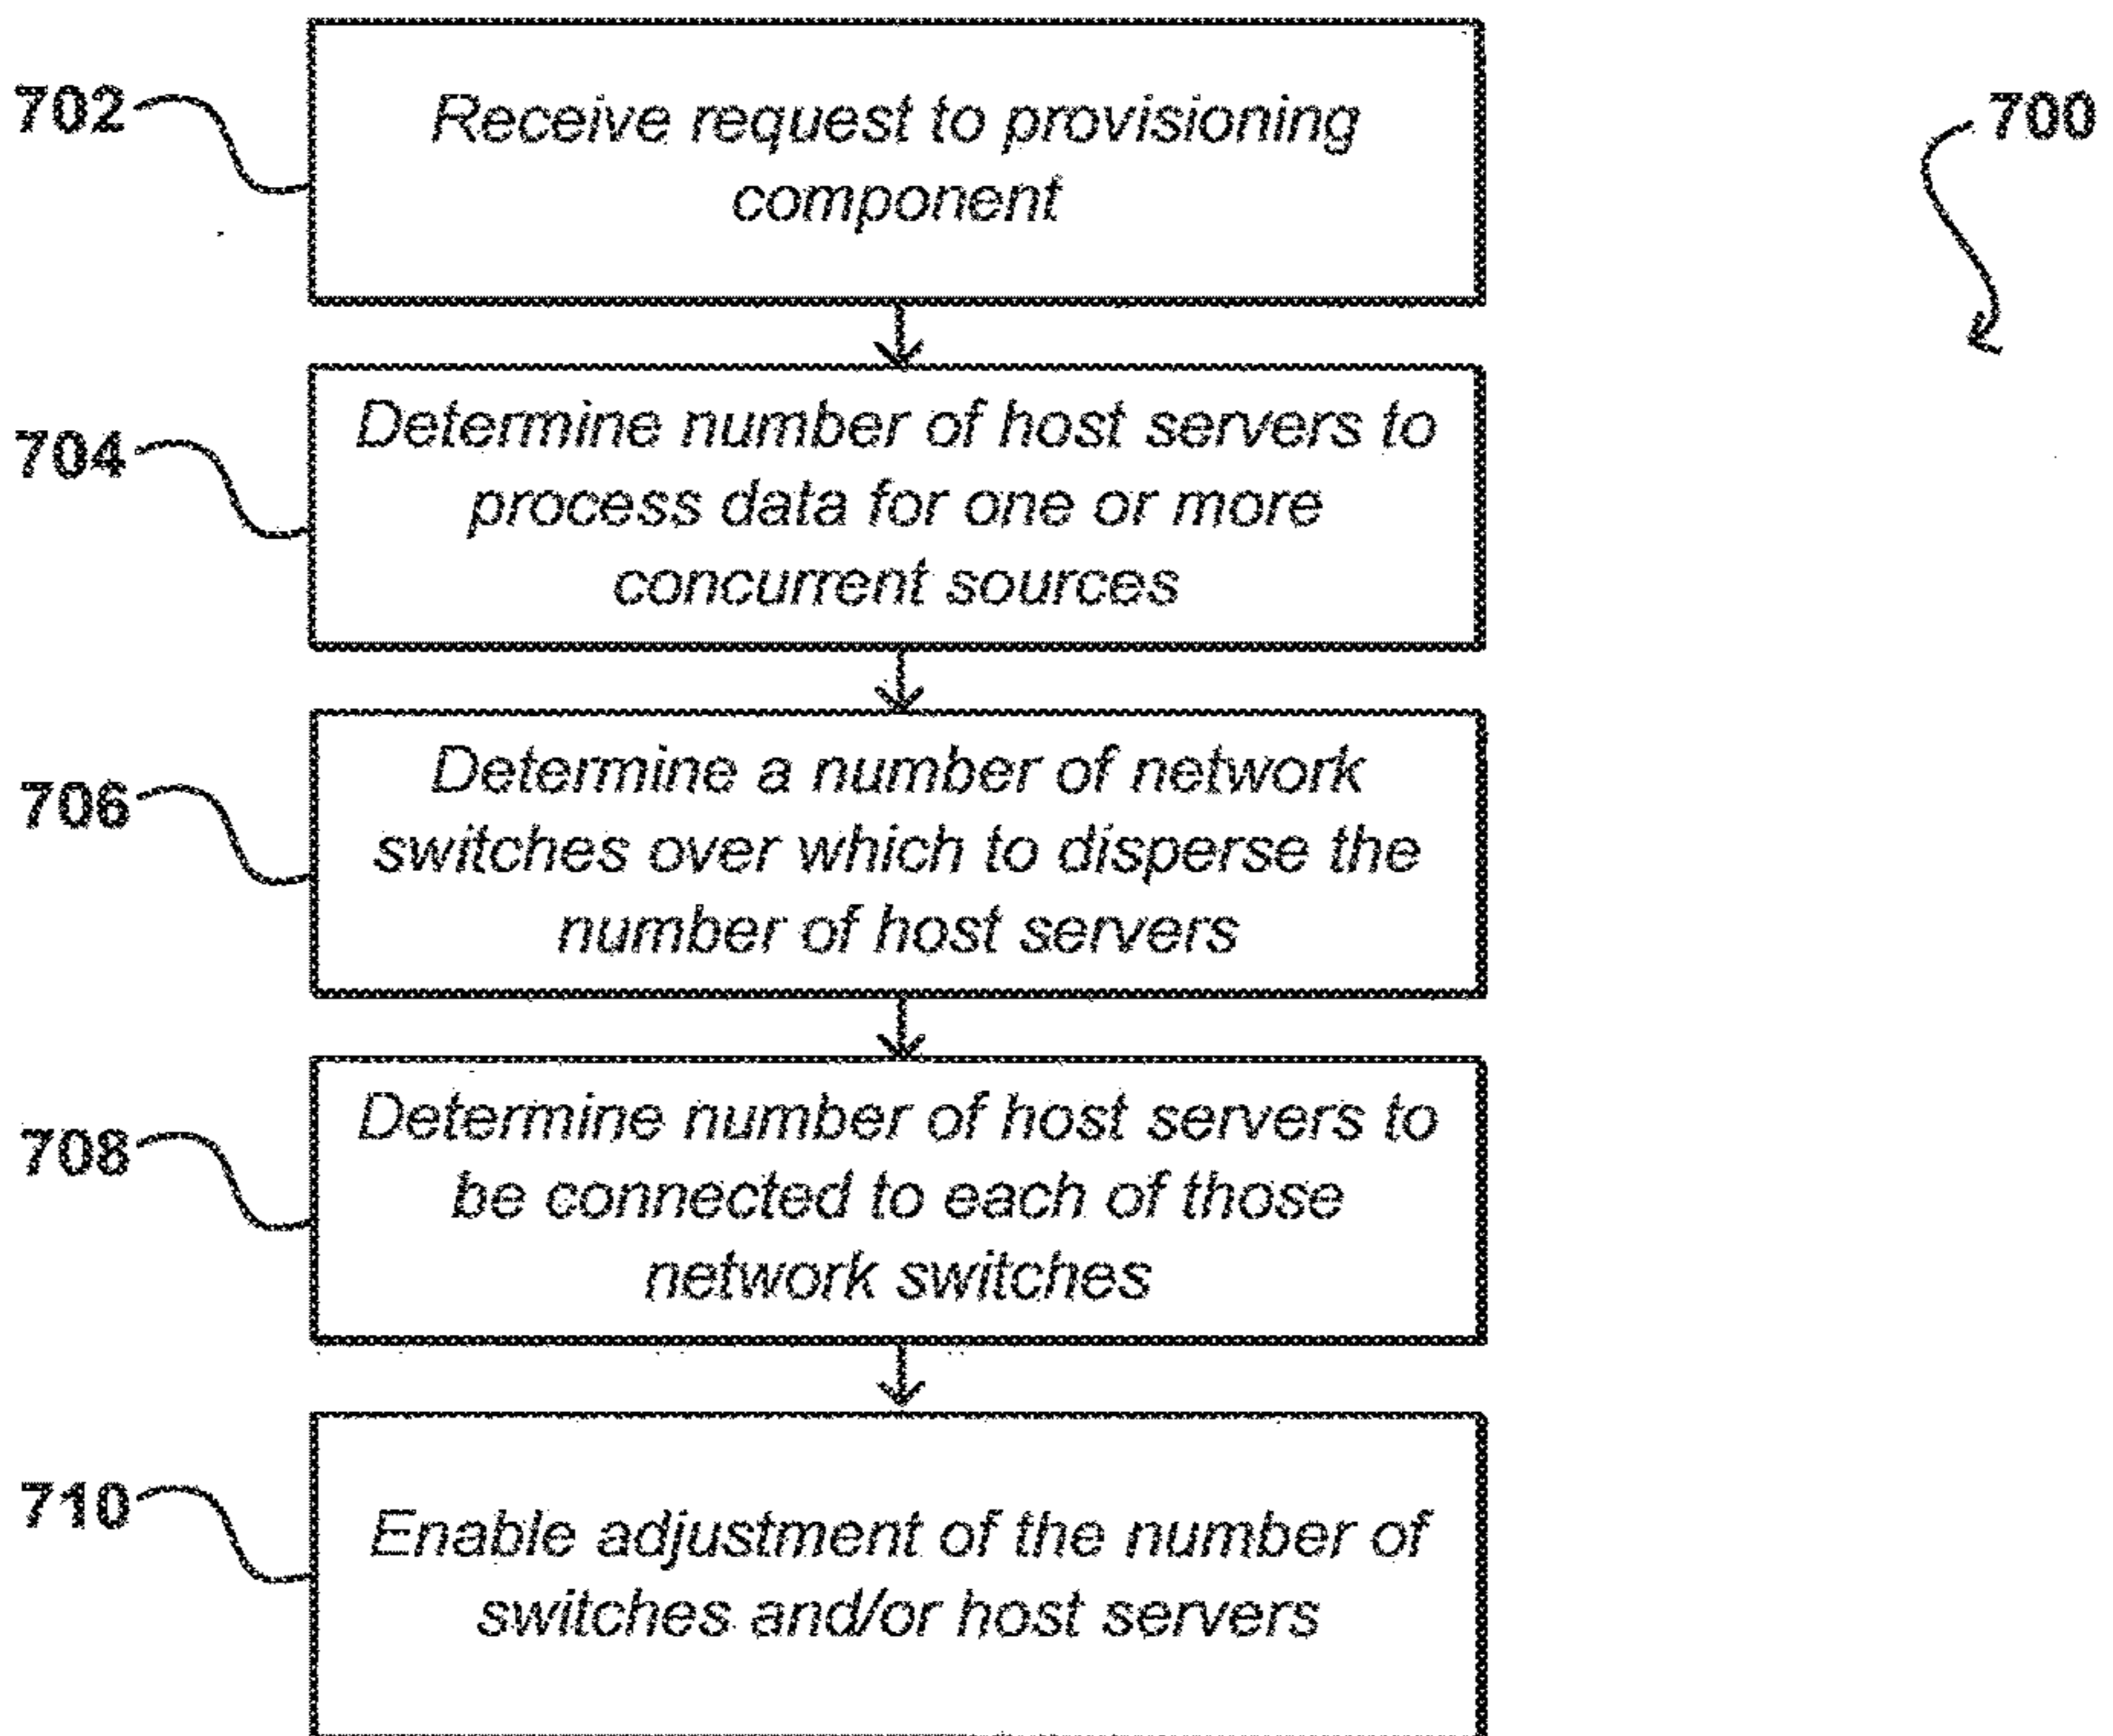 702
Receive request to provisioning
component
700
704
Determine number of host servers to
process data for one or more
concurrent sources
706
Determine a number of network
switches over which to disperse the
number of host servers
708
Determine number of host servers to
be connected to each of those
network switches
710
Enable adjustment of the number of
switches and/or host servers